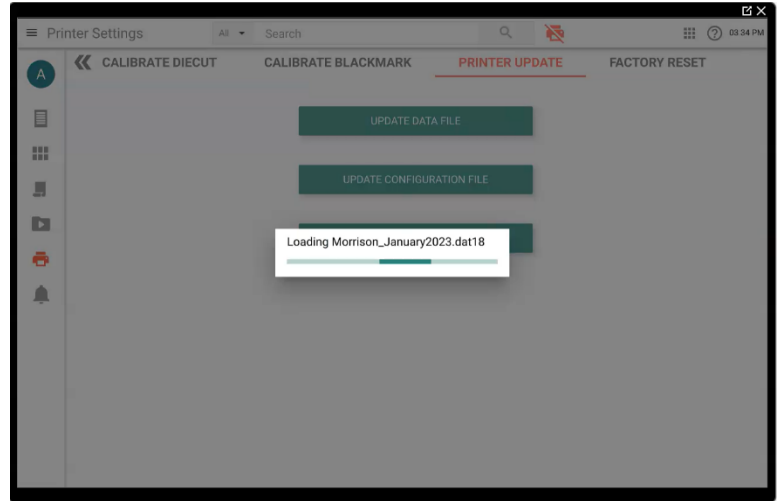 Printer Settings
All
Search
? 03:34 PM
A
CALIBRATE DIECUT
CALIBRATE BLACKMARK
PRINTER UPDATE
FACTORY RESET
UPDATE DATA FILE
UPDATE CONFIGURATION FILE
Loading Morrison_January2023.dat18